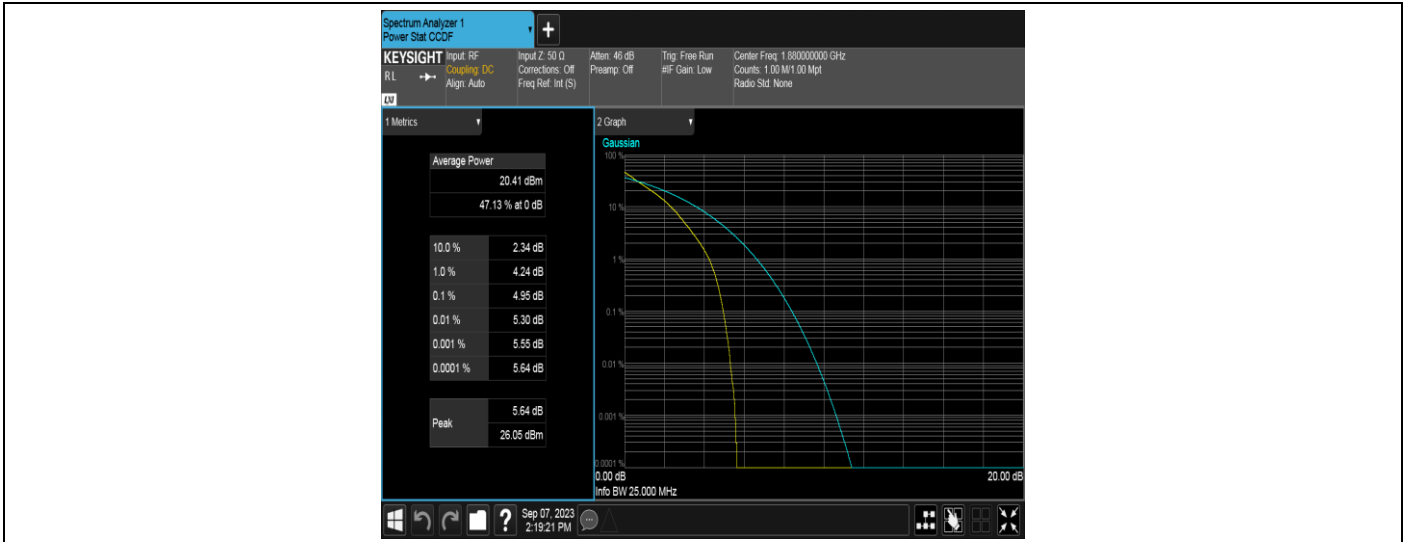 Spectrum Analyzer 1
Power Stat CCDF
KEYSIGHT
RL
LXI
Input: RF
Coupling: DC
Align: Auto
Input Z: 50 Ω
Corrections: Off
Freq Ref: Int (S)
Atten: 46 dB
Preamp: Off
Trig: Free Run
#IF Gain: Low
Center Freq: 1.880000000 GHz
Counts: 1.00 M/1.00 Mpt
Radio Std: None
1 Metrics
Average Power
20.41 dBm
47.13 % at 0 dB
10.0 % 2.34 dB
1.0 % 4.24 dB
0.1 % 4.95 dB
0.01 % 5.30 dB
0.001 % 5.55 dB
0.0001 % 5.64 dB
Peak
5.64 dB
26.05 dBm
2 Graph
Gaussian
100 %
10 %
1 %
0.1 %
0.01 %
0.001 %
0.0001 %
0.00 dB 20.00 dB
Info BW 25.000 MHz
? Sep 07, 2023
2:19:21 PM